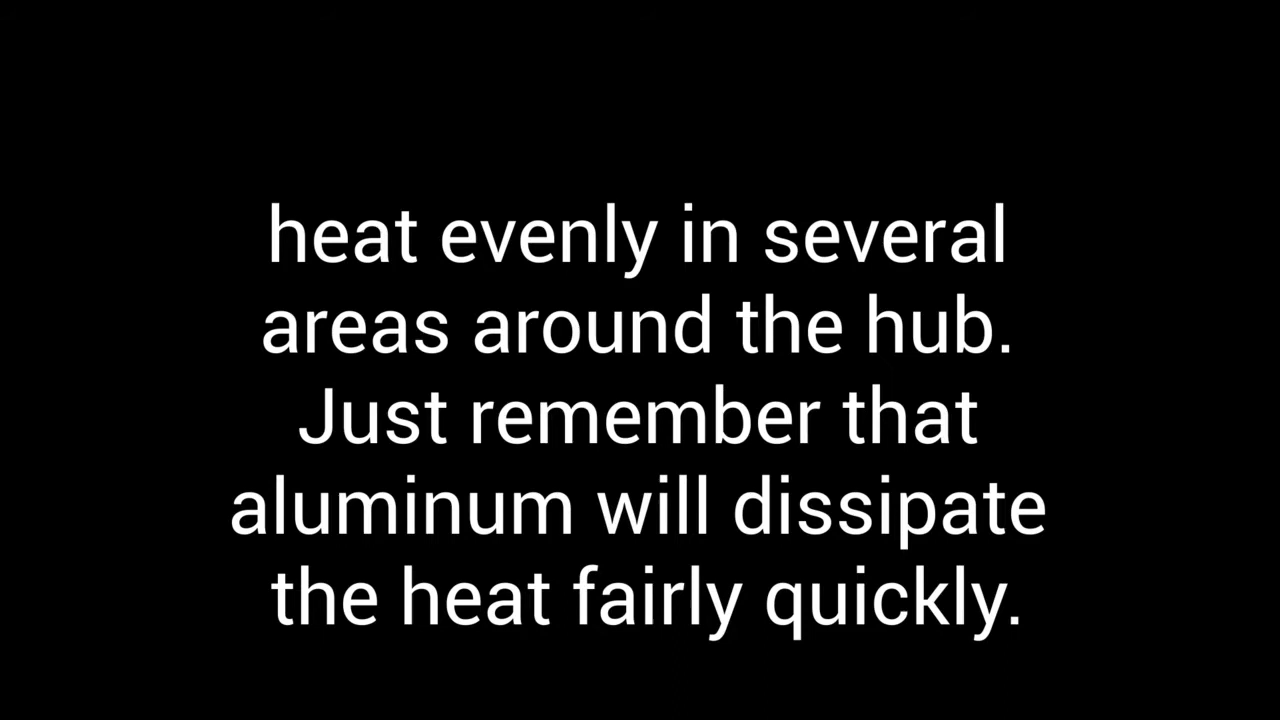 heat evenly in several
areas around the hub.
Just remember that
aluminum will dissipate
the heat fairly quickly.